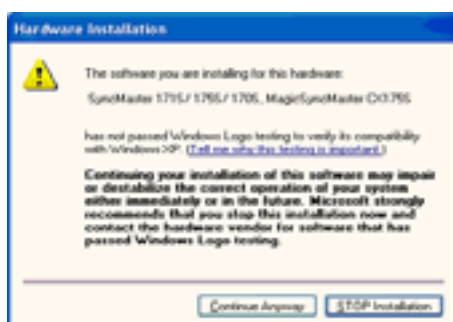 Hardware Installation
The software you are installing for this hardware:
SyncMaster 171S/ 175S/ 170S, MagicSyncMaster CX175S
has not passed Windows Logo testing to verify its compatibility
with Windows XP. (Tell me why this testing is important.)
Continuing your installation of this software may impair
or destabilize the correct operation of your system
either immediately or in the future. Microsoft strongly
recommends that you stop this installation now and
contact the hardware vendor for software that has
passed Windows Logo testing.
Continue Anyway
STOP Installation